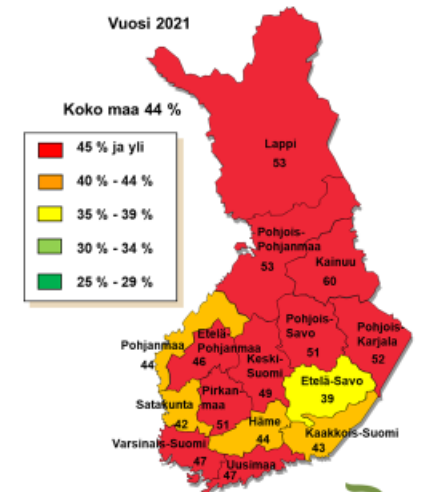 Vuosi 2021
Koko maa 44 %
45 % ja yli
40 % - 44 %
35 % - 39 %
30 % - 34 %
25 % - 29 %
Lappi
53
Pohjois-
Pohjanmaa
53
Kainuu
60
Pohjanmaa
44
Etelä-
Pohjanmaa
46
Keski-
Suomi
49
Pohjois-
Savo
51
Pohjois-
Karjala
52
Etelä-Savo
39
Satakunta
42
Pirkan-
maa
51
Häme
44
Kaakkois-Suomi
43
Varsinais-Suomi
47
Uusimaa
47